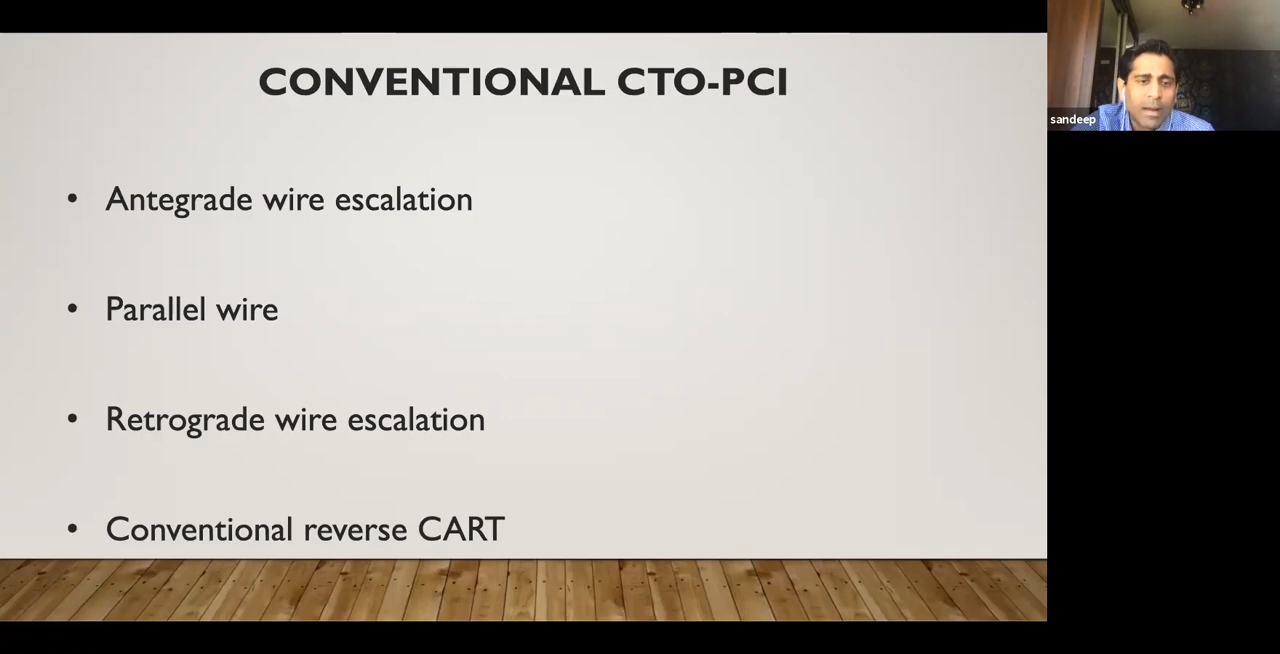 CONVENTIONAL CTO-PCI
sandeep
• Antegrade wire escalation
• Parallel wire
• Retrograde wire escalation
• Conventional reverse CART